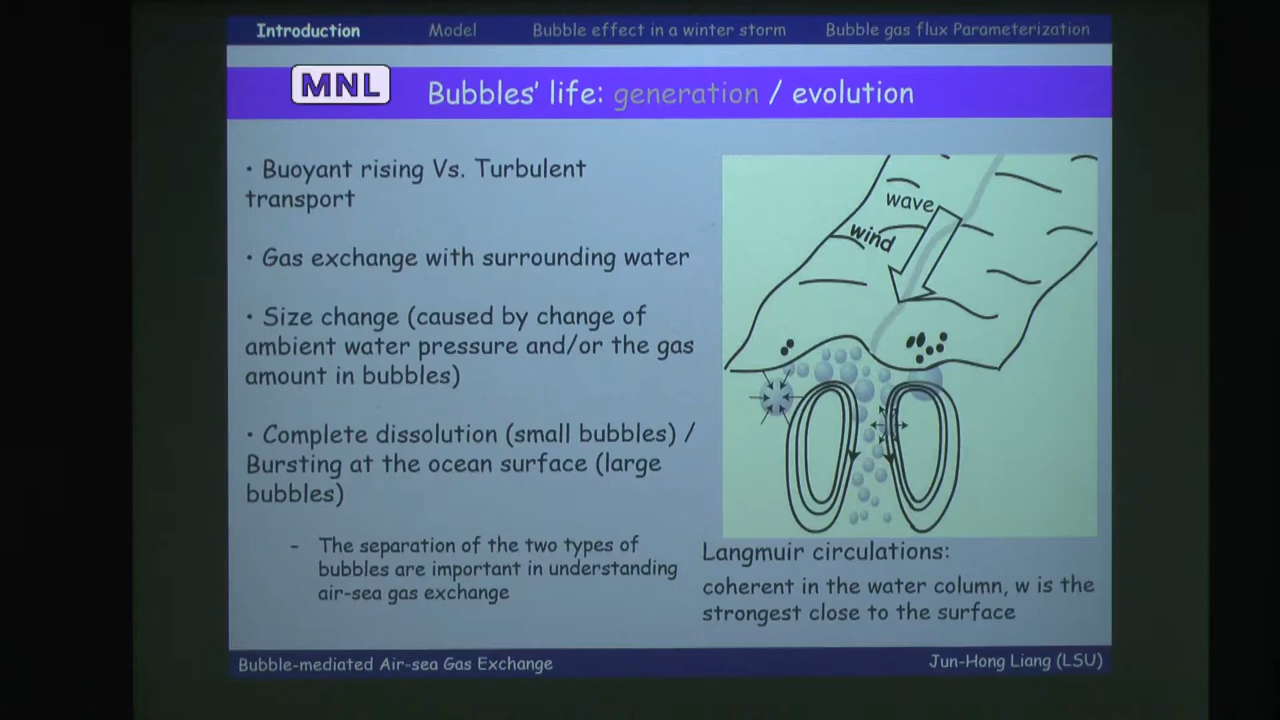 Introduction Model Bubble effect in a winter storm Bubble gas flux Parameterization
MNL
Bubbles' life: generation / evolution
• Buoyant rising Vs. Turbulent
transport
• Gas exchange with surrounding water
• Size change (caused by change of
ambient water pressure and/or the gas
amount in bubbles)
• Complete dissolution (small bubbles) /
Bursting at the ocean surface (large
bubbles)
– The separation of the two types of
bubbles are important in understanding
air-sea gas exchange
wave
wind
Langmuir circulations:
coherent in the water column, w is the
strongest close to the surface
Bubble-mediated Air-sea Gas Exchange Jun-Hong Liang (LSU)